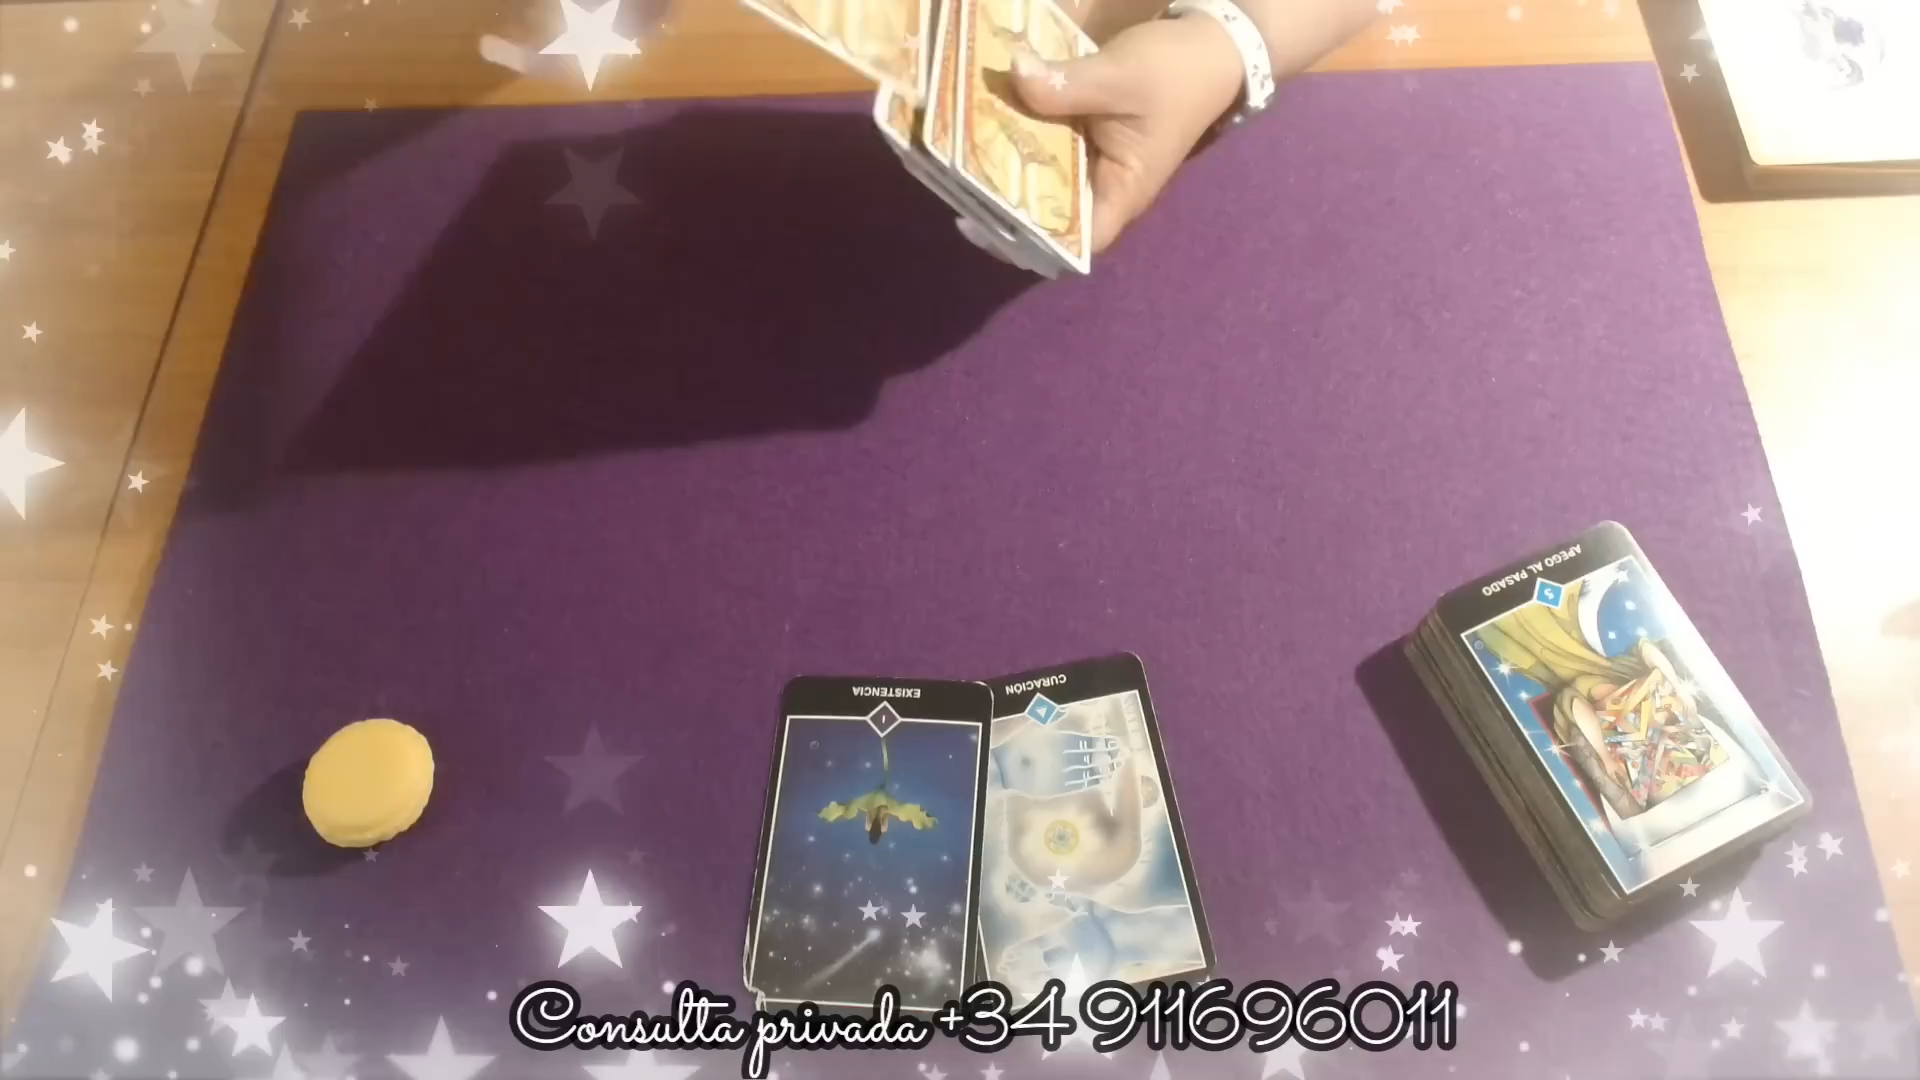 APEGO AL PASADO
EXISTENCIA
CURACIÓN
Consulta privada +34 911696011